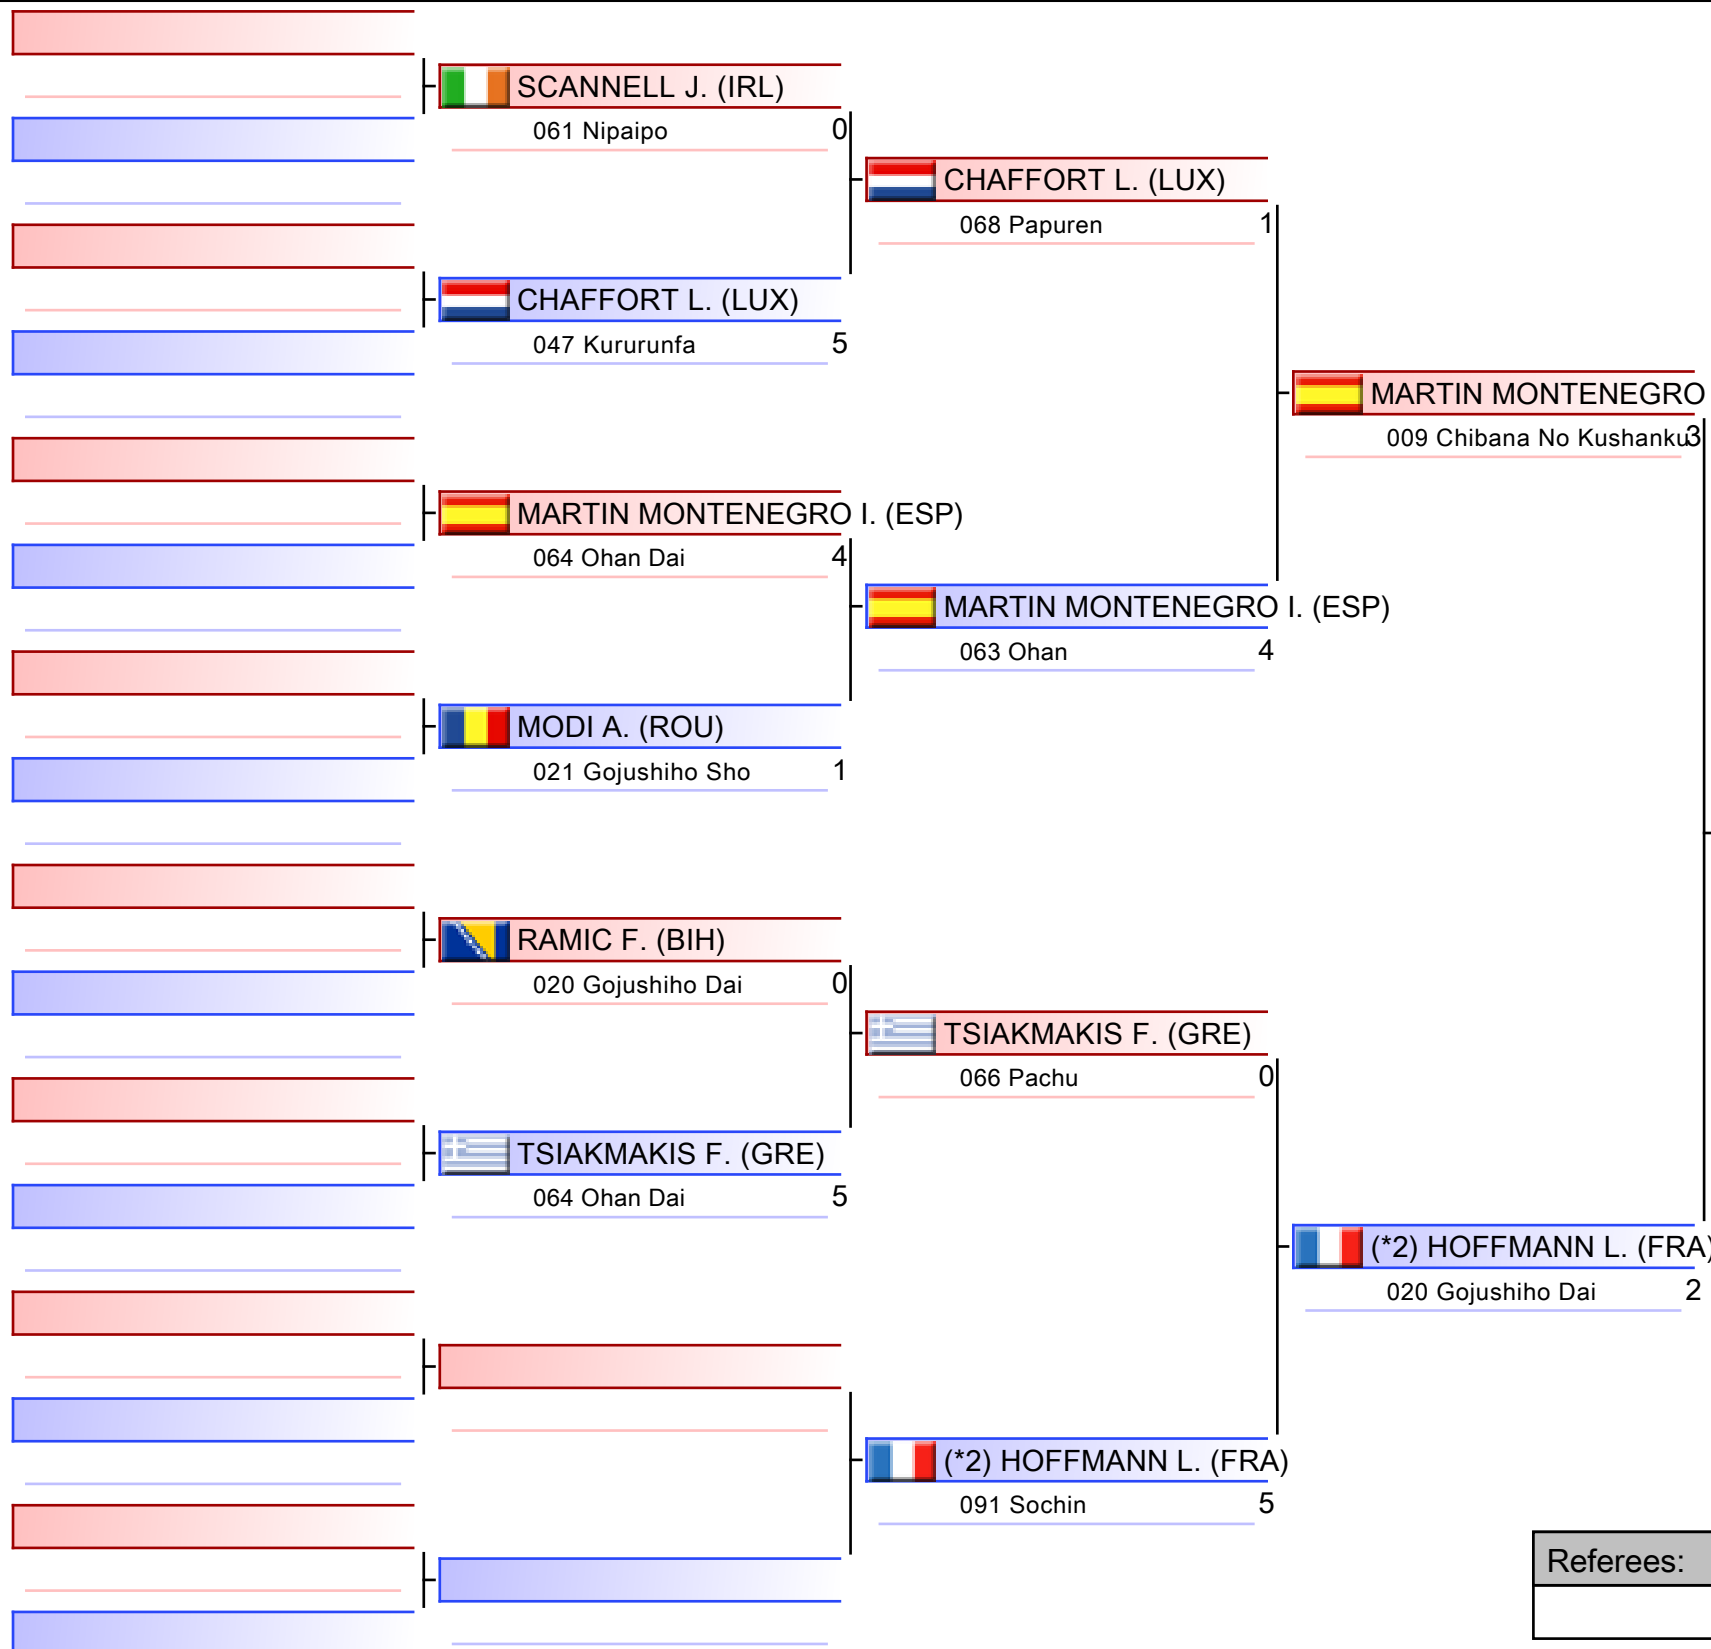 SCANNELL J. (IRL)
061 Nipaipo 0
CHAFFORT L. (LUX)
047 Kururunfa 5
MARTIN MONTENEGRO I. (ESP)
064 Ohan Dai 4
MODI A. (ROU)
021 Gojushiho Sho 1
RAMIC F. (BIH)
020 Gojushiho Dai 0
TSIAKMAKIS F. (GRE)
064 Ohan Dai 5
CHAFFORT L. (LUX)
068 Papuren 1
MARTIN MONTENEGRO I. (ESP)
063 Ohan 4
TSIAKMAKIS F. (GRE)
066 Pachu 0
(*2) HOFFMANN L. (FRA)
091 Sochin 5
MARTIN MONTENEGRO
009 Chibana No Kushanku 3
(*2) HOFFMANN L. (FRA)
020 Gojushiho Dai 2
Referees: